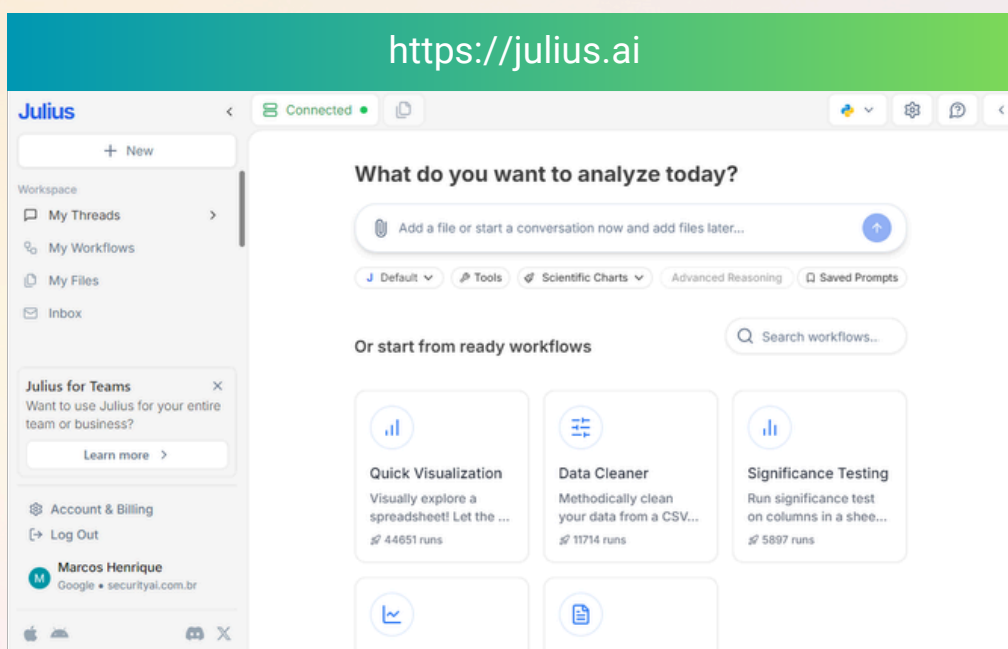 https://julius.ai
Julius
Connected
+ New
Workspace
My Threads
My Workflows
My Files
Inbox
Julius for Teams
Want to use Julius for your entire
team or business?
Learn more
Account & Billing
Log Out
M
Marcos Henrique
Google • securityai.com.br
What do you want to analyze today?
Add a file or start a conversation now and add files later...
J Default
Tools
Scientific Charts
Advanced Reasoning
Saved Prompts
Or start from ready workflows
Search workflows..
Quick Visualization
Visually explore a
spreadsheet! Let the ...
44651 runs
Data Cleaner
Methodically clean
your data from a CSV...
11714 runs
Significance Testing
Run significance test
on columns in a shee...
5897 runs